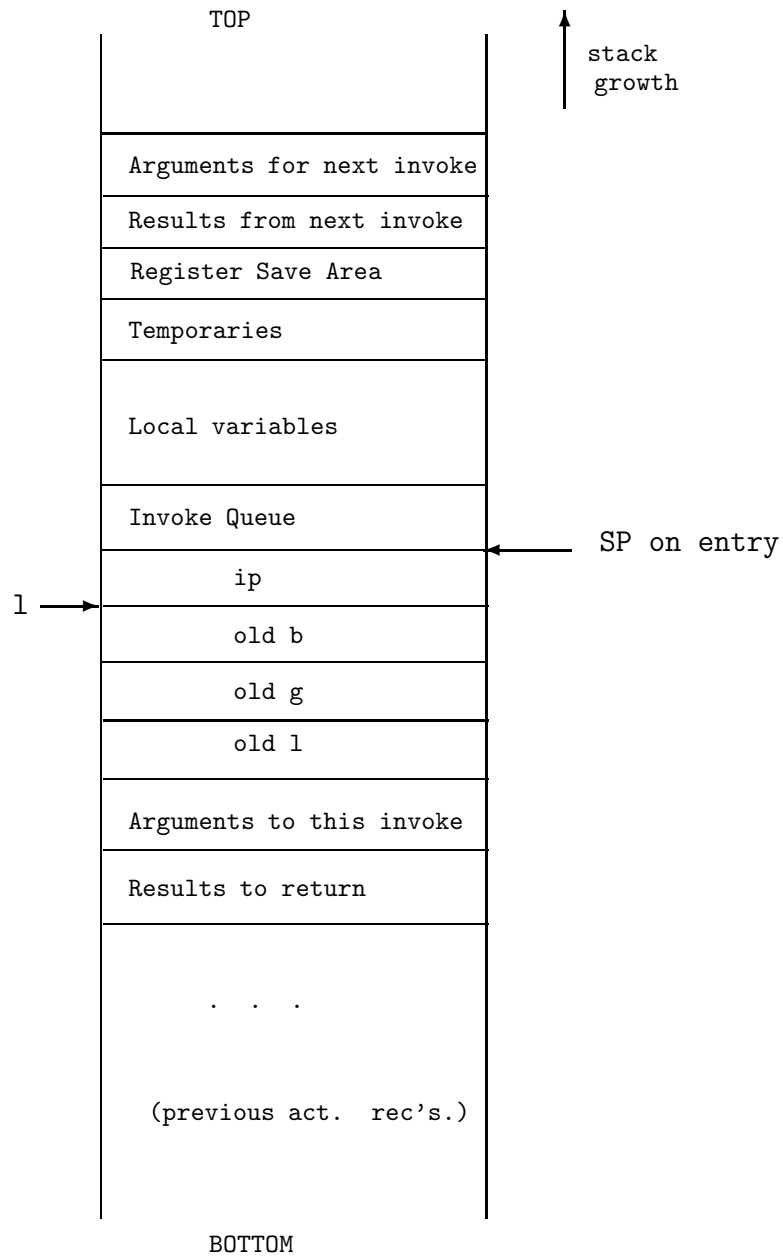 TOP
stack
growth
Arguments for next invoke
Results from next invoke
Register Save Area
Temporaries
Local variables
Invoke Queue
SP on entry
ip
l
old b
old g
old l
Arguments to this invoke
Results to return
. . .
(previous act. rec's.)
BOTTOM